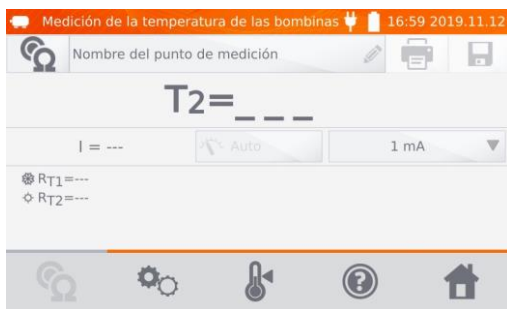 Medición de la temperatura de las bombinas 16:59 2019.11.12
Nombre del punto de medición
T2=_ _ _
I = --- Auto 1 mA
RT1=---
RT2=---